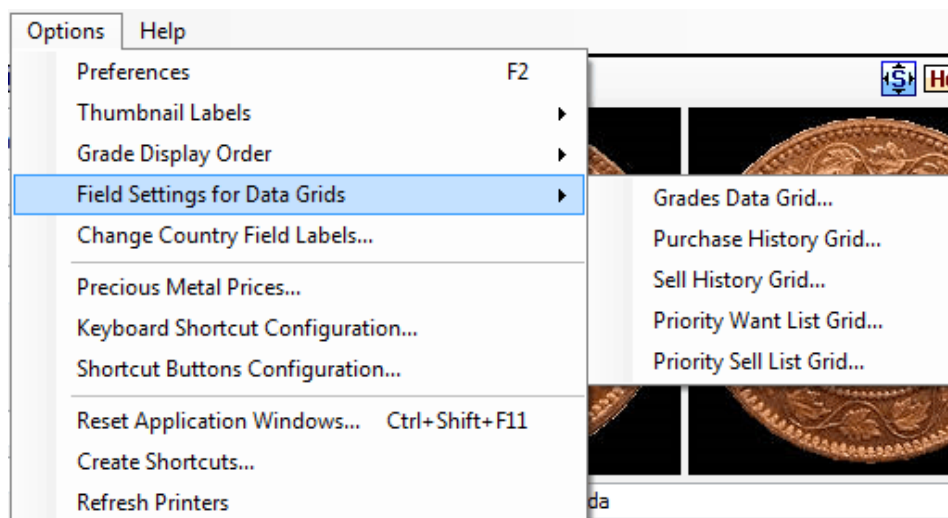 Options Help
Preferences F2
Thumbnail Labels
Grade Display Order
Field Settings for Data Grids
Change Country Field Labels...
Precious Metal Prices...
Keyboard Shortcut Configuration...
Shortcut Buttons Configuration...
Reset Application Windows... Ctrl+Shift+F11
Create Shortcuts...
Refresh Printers
S
Grades Data Grid...
Purchase History Grid...
Sell History Grid...
Priority Want List Grid...
Priority Sell List Grid...
da